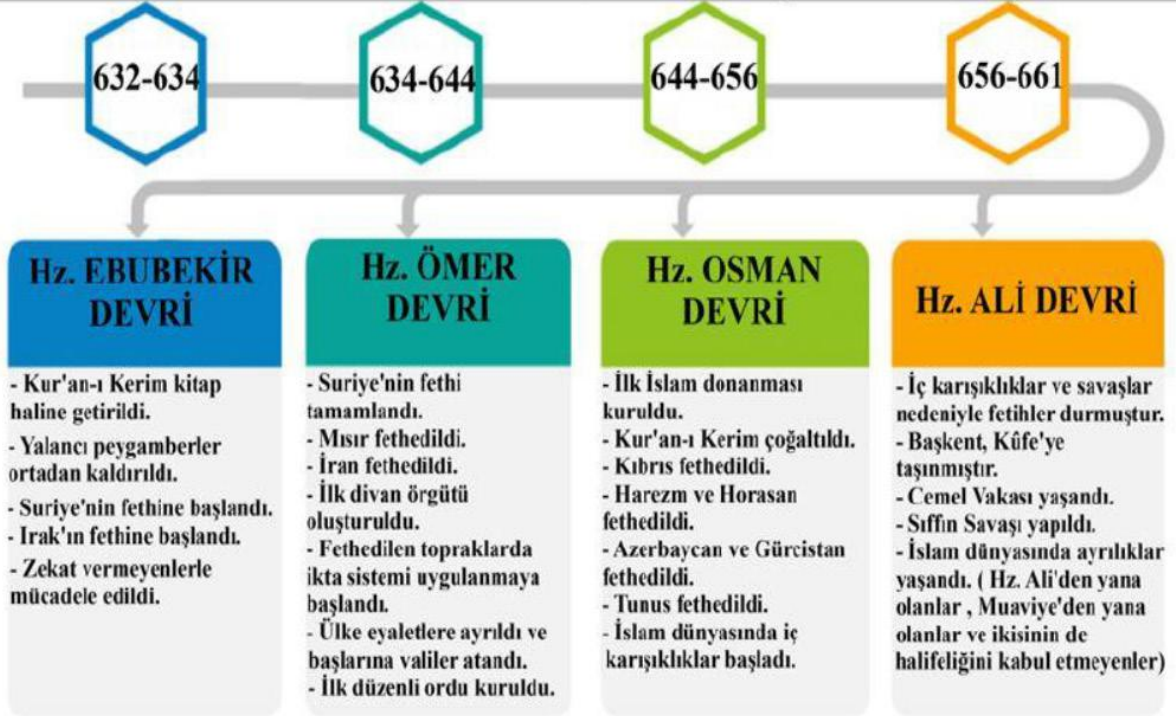 632-634
634-644
644-656
656-661
Hz. EBUBEKİR
DEVRİ
- Kur'an-ı Kerim kitap
haline getirildi.
- Yalancı peygamberler
ortadan kaldırıldı.
- Suriye'nin fethine başlandı.
- Irak'ın fethine başlandı.
- Zekat vermeyenlerle
mücadele edildi.
Hz. ÖMER
DEVRİ
- Suriye'nin fethi
tamamlandı.
- Mısır fethedildi.
- İran fethedildi.
- İlk divan örgütü
oluşturuldu.
- Fethedilen topraklarda
ikta sistemi uygulanmaya
başlandı.
- Ülke eyaletlere ayrıldı ve
başlarına valiler atandı.
- İlk düzenli ordu kuruldu.
Hz. OSMAN
DEVRİ
- İlk İslam donanması
kuruldu.
- Kur'an-ı Kerim çoğaltıldı.
- Kıbrıs fethedildi.
- Harezm ve Horasan
fethedildi.
- Azerbaycan ve Gürcistan
fethedildi.
- Tunus fethedildi.
- İslam dünyasında iç
karışıklıklar başladı.
Hz. ALİ DEVRİ
- İç karışıklıklar ve savaşlar
nedeniyle fetihler durmuştur.
- Başkent, Kûfe'ye
taşınmıştır.
- Cemel Vakası yaşandı.
- Sıffin Savaşı yapıldı.
- İslam dünyasında ayrılıklar
yaşandı. ( Hz. Ali'den yana
olanlar , Muaviye'den yana
olanlar ve ikisinin de
halifeliğini kabul etmeyenler)